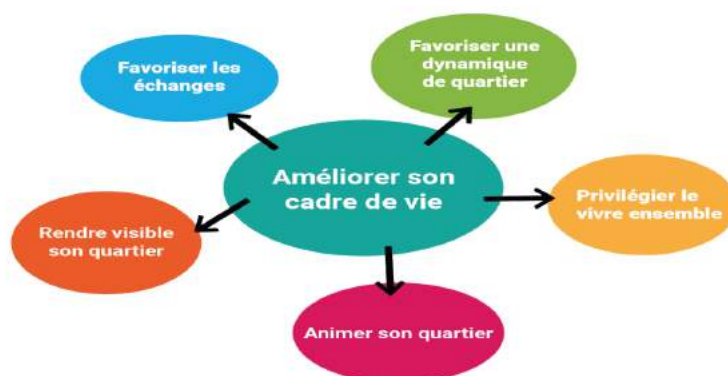 Favoriser les
échanges
Favoriser une
dynamique
de quartier
Améliorer son
cadre de vie
Privilégier le
vivre ensemble
Rendre visible
son quartier
Animer son quartier